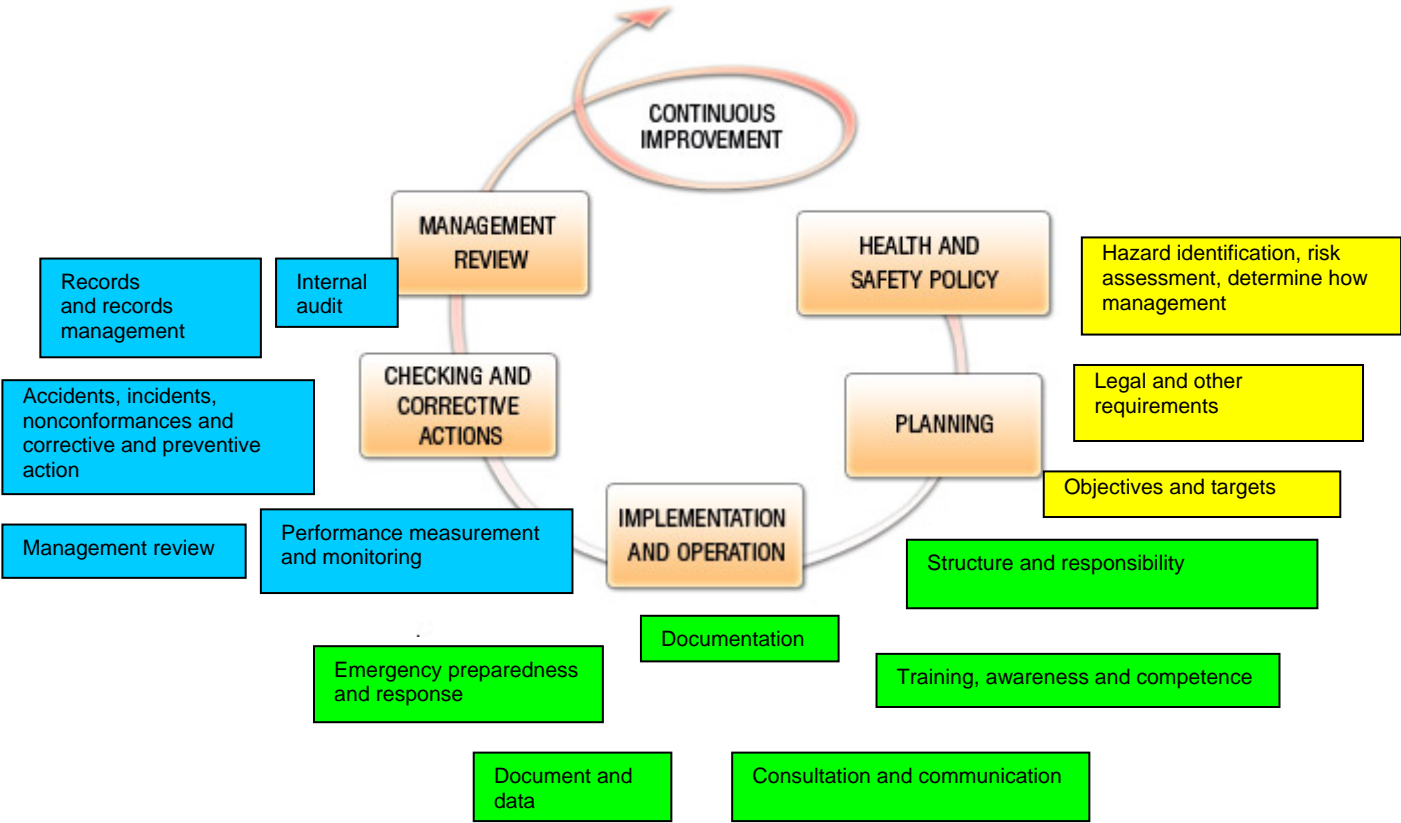 CONTINUOUS
IMPROVEMENT
MANAGEMENT
REVIEW
HEALTH AND
SAFETY POLICY
Hazard identification, risk
assessment, determine how
management
Records
and records
management
Internal
audit
CHECKING AND
CORRECTIVE
ACTIONS
PLANNING
Legal and other
requirements
Accidents, incidents,
nonconformances and
corrective and preventive
action
Objectives and targets
IMPLEMENTATION
AND OPERATION
Management review
Performance measurement
and monitoring
Structure and responsibility
Documentation
Emergency preparedness
and response
Training, awareness and competence
Document and
data
Consultation and communication